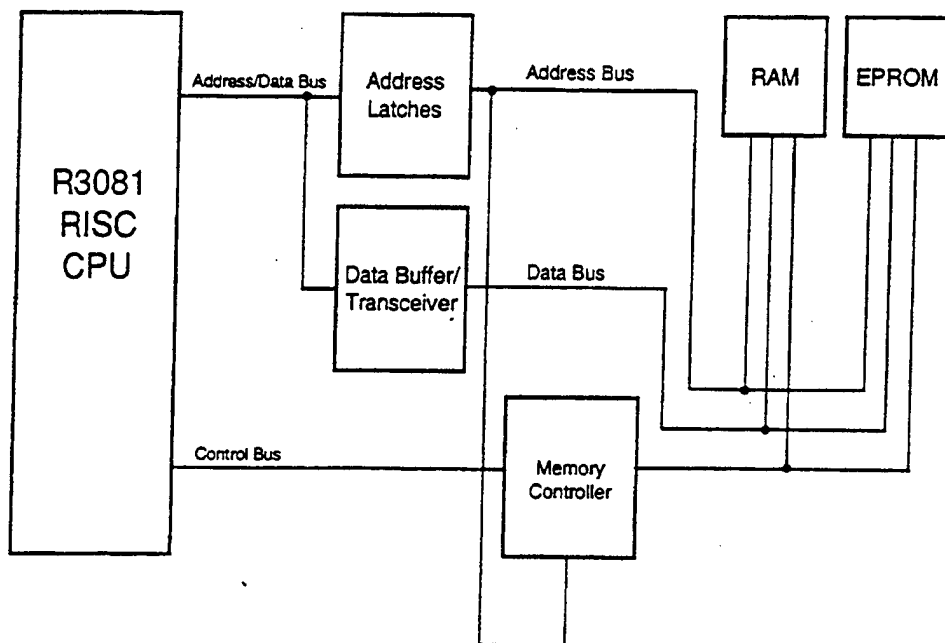 R3081
RISC
CPU
Address/Data Bus
Address
Latches
Address Bus
RAM
EPROM
Data Buffer/
Transceiver
Data Bus
Control Bus
Memory
Controller